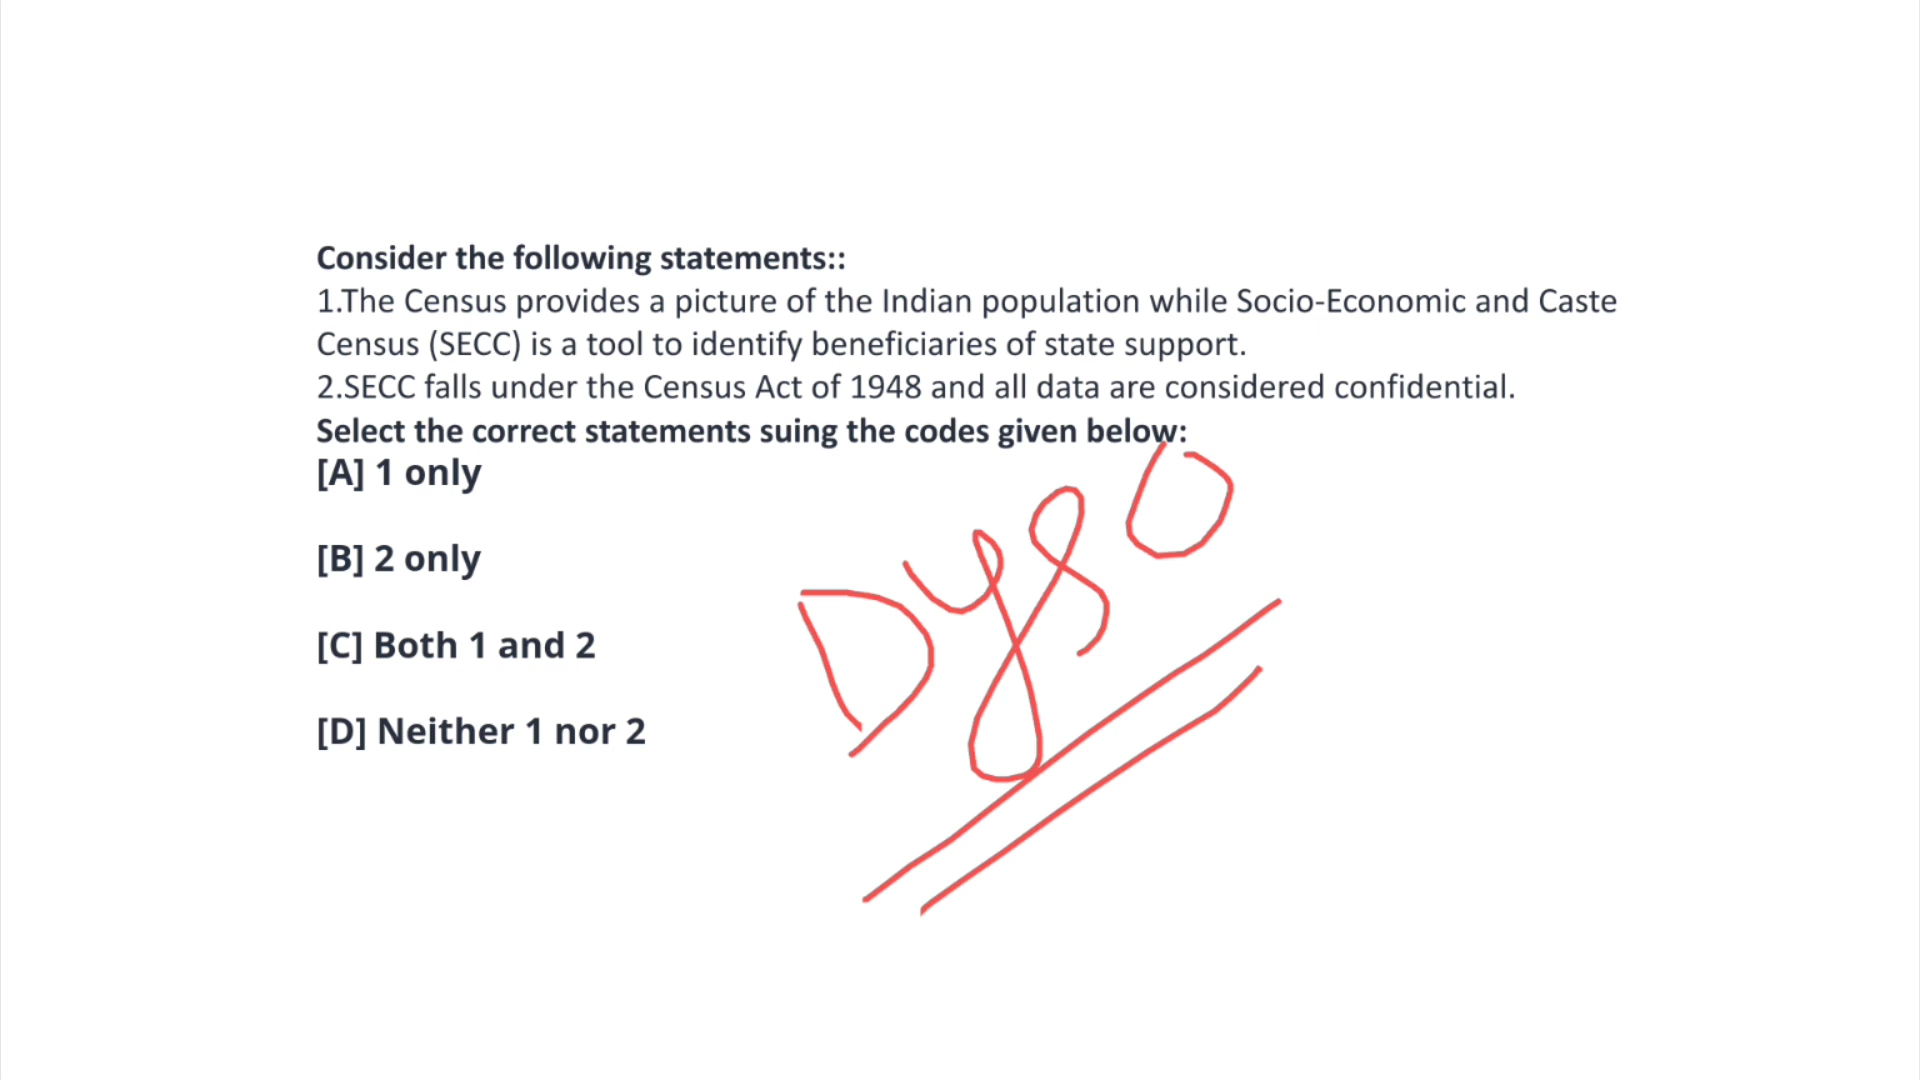 Consider the following statements::
1.The Census provides a picture of the Indian population while Socio-Economic and Caste
Census (SECC) is a tool to identify beneficiaries of state support.
2.SECC falls under the Census Act of 1948 and all data are considered confidential.
Select the correct statements suing the codes given below:
[A] 1 only
[B] 2 only
[C] Both 1 and 2
[D] Neither 1 nor 2
DySO